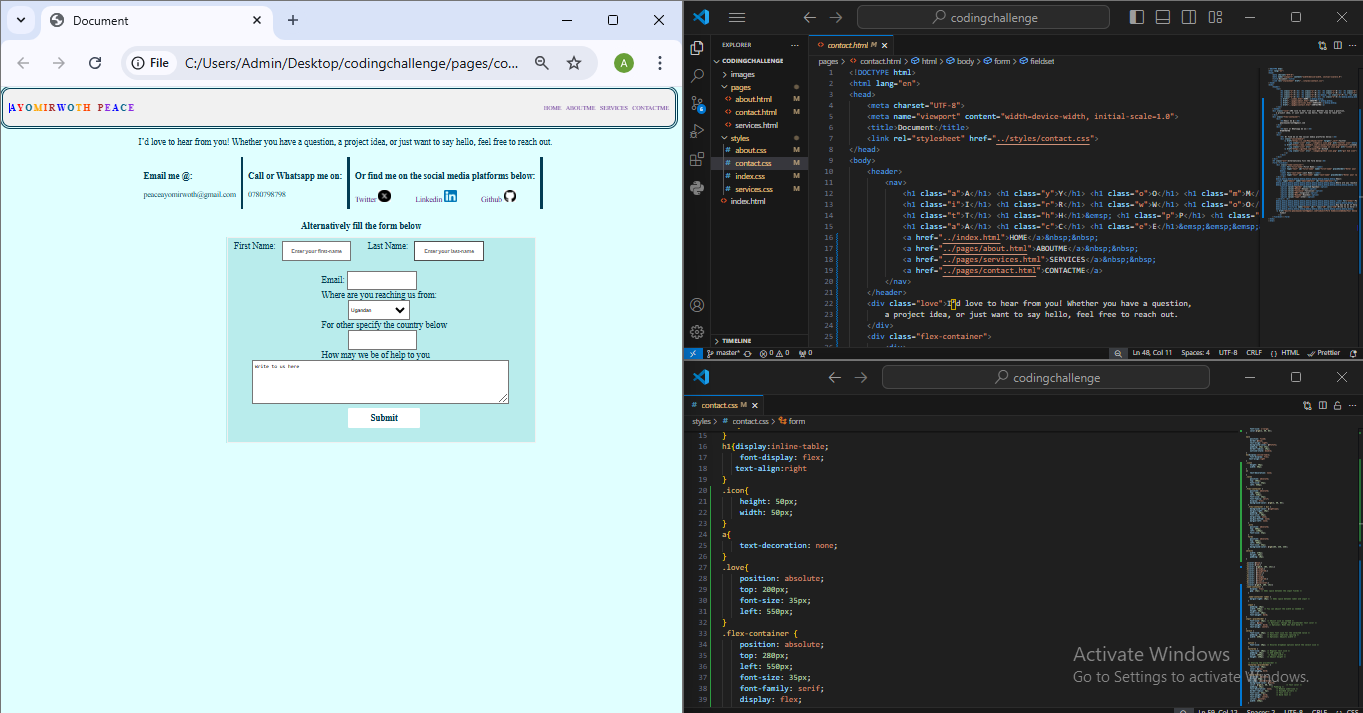 Document
File
C:/Users/Admin/Desktop/codingchallenge/pages/co...
A
AYOMIRWOTH PEACE
HOME ABOUTME SERVICES CONTACTME
I'd love to hear from you! Whether you have a question, a project idea, or just want to say hello, feel free to reach out.
Email me @:
peaceayomirwoth@gmail.com
Call or Whatsapp me on:
0780798798
Or find me on the social media platforms below:
Twitter Linkedin Github
Alternatively fill the form below
First Name: Enter your first-name Last Name: Enter your last-name
Email:
Where are you reaching us from:
Ugandan
For other specify the country below
How may we be of help to you
Write to us here
Submit
codingchallenge
EXPLORER
CODINGCHALLENGE
images
pages
about.html M
contact.html M
services.html M
styles
about.css M
contact.css M
index.css M
services.css M
index.html
TIMELINE
contact.html M
pages > contact.html > html > body > form > fieldset
1 <!DOCTYPE html>
2 <html lang="en">
3 <head>
4 <meta charset="UTF-8">
5 <meta name="viewport" content="width=device-width, initial-scale=1.0">
6 <title>Document</title>
7 <link rel="stylesheet" href="../styles/contact.css">
8 </head>
9 <body>
10 <header>
11 <nav>
12 <h1 class="a">A</h1> <h1 class="y">Y</h1> <h1 class="o">O</h1> <h1 class="m">M</
13 <h1 class="i">I</h1> <h1 class="r">R</h1> <h1 class="w">W</h1> <h1 class="o">O</
14 <h1 class="t">T</h1> <h1 class="h">H</h1>&emsp; <h1 class="p">P</h1> <h1 class=
15 <h1 class="a">A</h1> <h1 class="c">C</h1> <h1 class="e">E</h1>&emsp;&emsp;&emsp;
16 <a href="../index.html">HOME</a>&nbsp;&nbsp;
17 <a href="../pages/about.html">ABOUTME</a>&nbsp;&nbsp;
18 <a href="../pages/services.html">SERVICES</a>&nbsp;&nbsp;
19 <a href="../pages/contact.html">CONTACTME</a>
20 </nav>
21 </header>
22 <div class="love">I'd love to hear from you! Whether you have a question,
23 a project idea, or just want to say hello, feel free to reach out.
24 </div>
25 <div class="flex-container">
master* 0 0 0 Ln 48, Col 11 Spaces: 4 UTF-8 CRLF {} HTML Prettier
codingchallenge
contact.css M
styles > contact.css > form
15 }
16 h1{display:inline-table;
17 font-display: flex;
18 text-align:right
19 }
20 .icon{
21 height: 50px;
22 width: 50px;
23 }
24 a{
25 text-decoration: none;
26 }
27 .love{
28 position: absolute;
29 top: 200px;
30 font-size: 35px;
31 left: 550px;
32 }
33 .flex-container {
34 position: absolute;
35 top: 280px;
36 left: 550px;
37 font-size: 35px;
38 font-family: serif;
39 display: flex;
Activate Windows
Go to Settings to activate Windows.